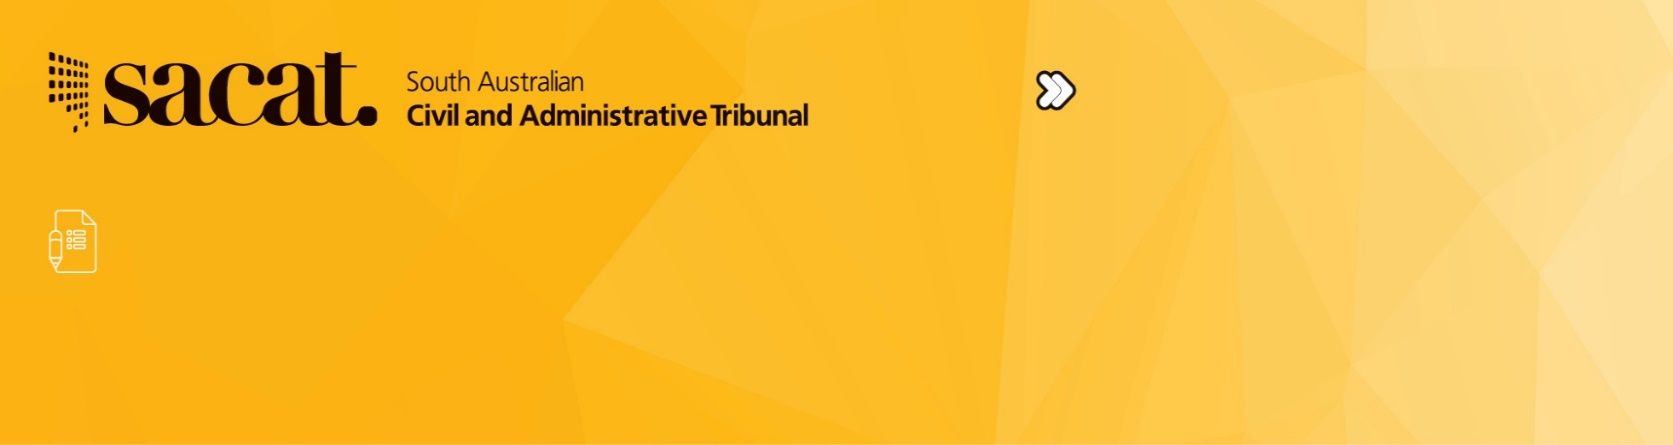 sacat.
South Australian
Civil and Administrative Tribunal